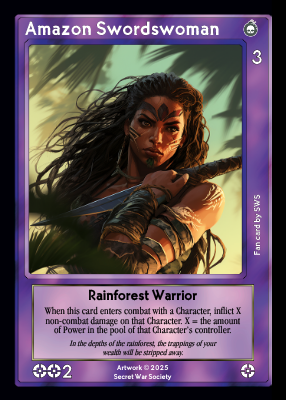 Amazon Swordswoman
3
Fan card by SWS
Rainforest Warrior
When this card enters combat with a Character, inflict X
non-combat damage on that Character. X = the amount
of Power in the pool of that Character's controller.
In the depths of the rainforest, the trappings of your
wealth will be stripped away.
2
Artwork © 2025
Secret War Society